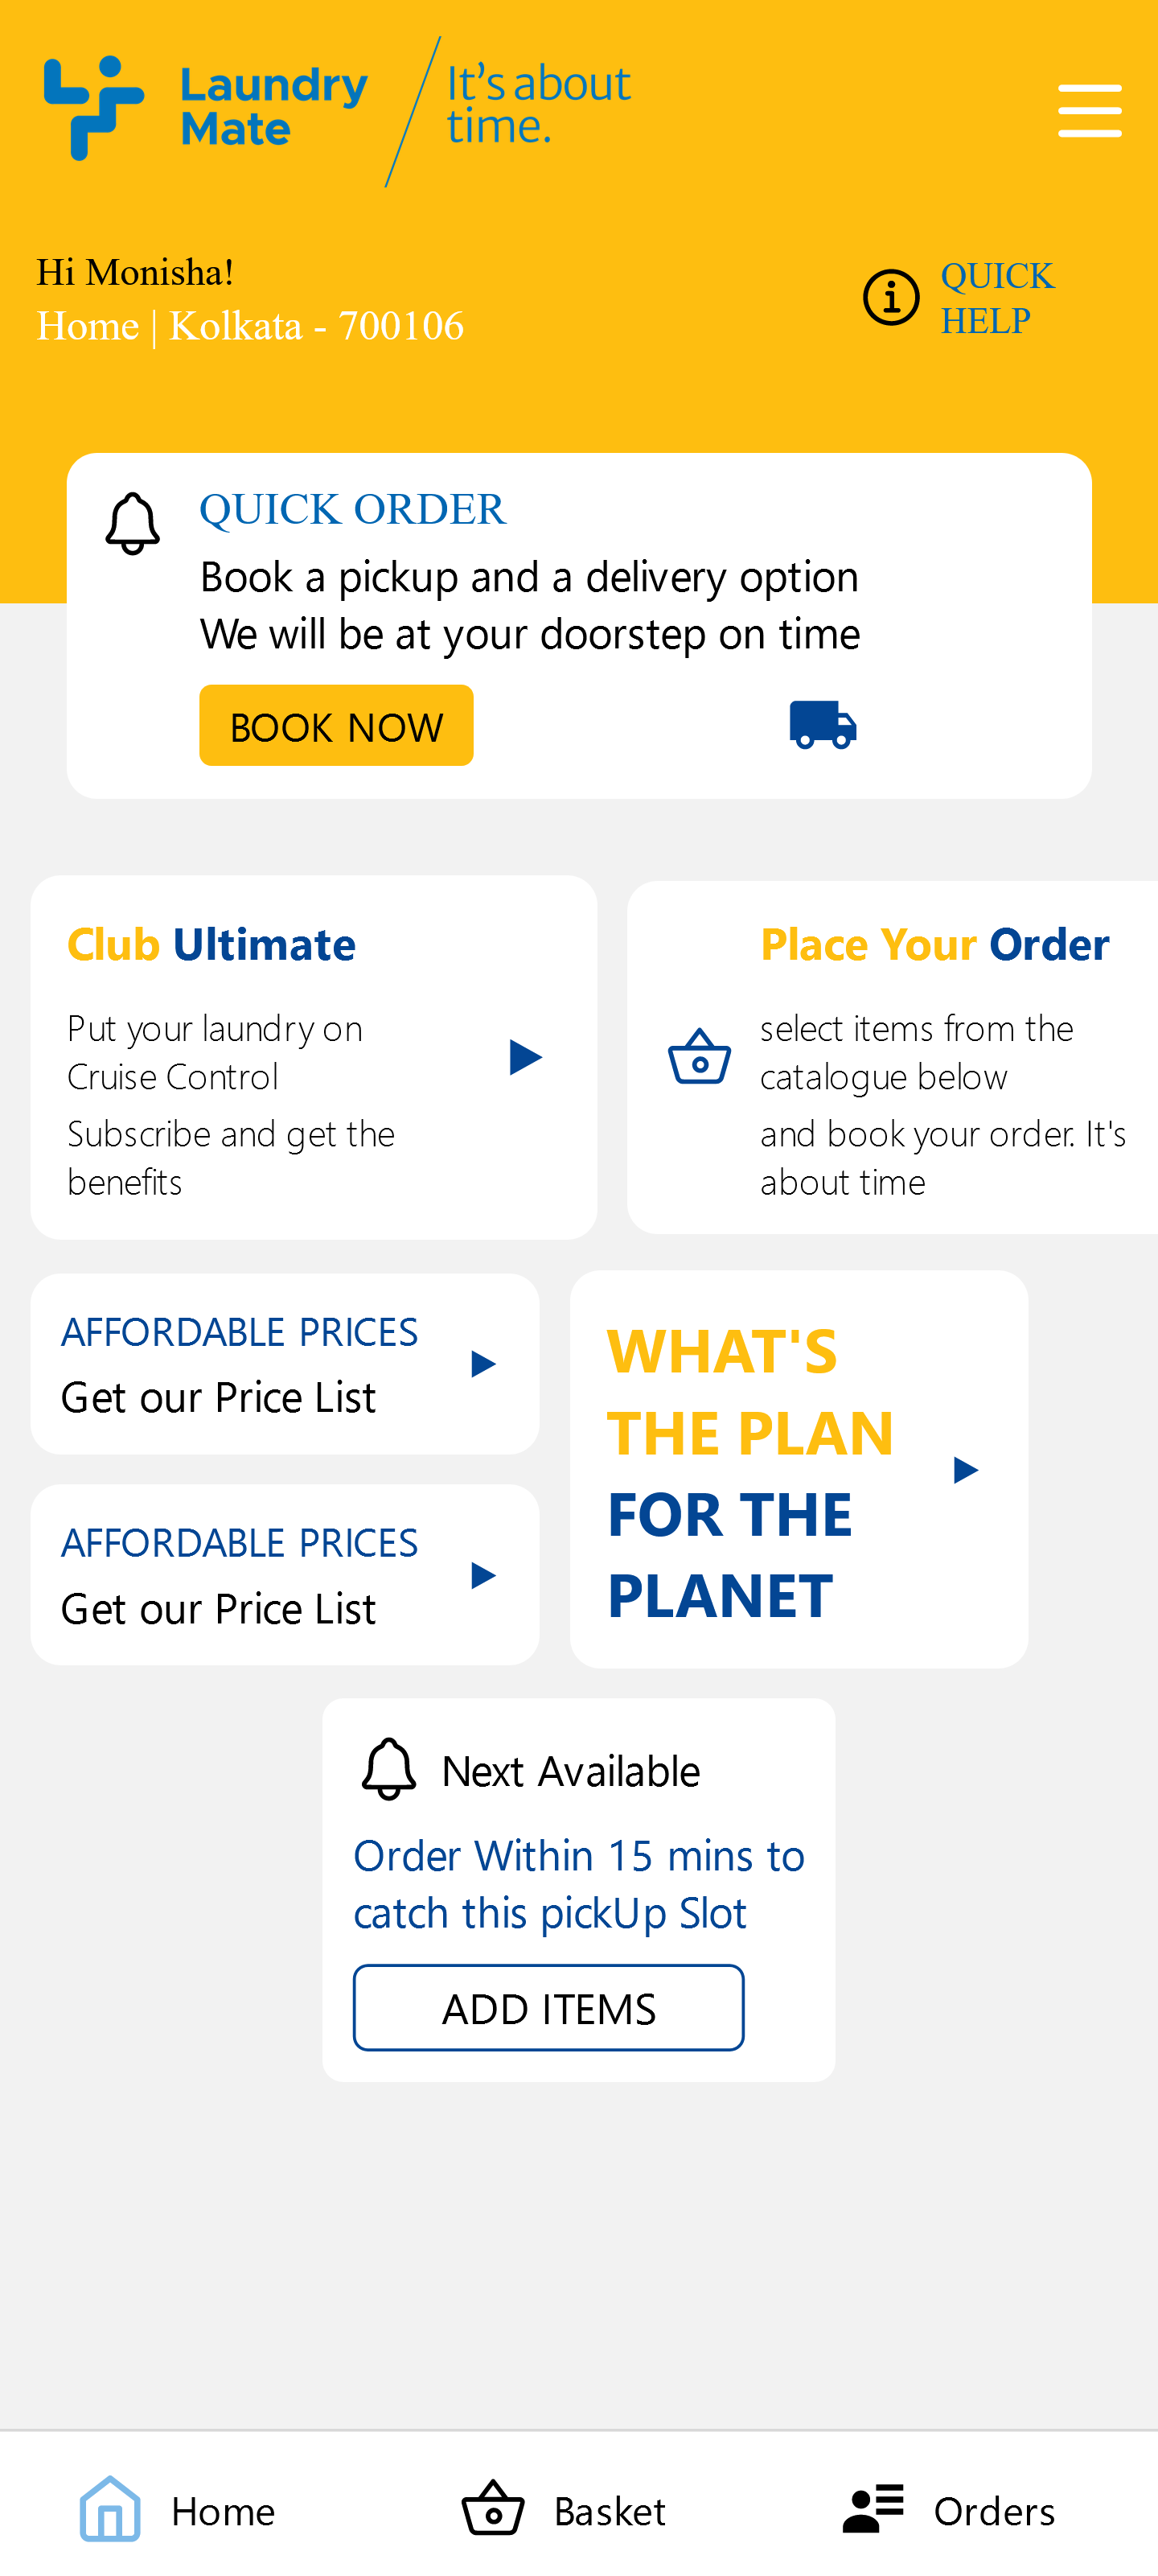 Laundry
Mate
It's about
time.
Hi Monisha!
Home | Kolkata - 700106
QUICK
HELP
QUICK ORDER
Book a pickup and a delivery option
We will be at your doorstep on time
BOOK NOW
Club Ultimate
Put your laundry on
Cruise Control
Subscribe and get the
benefits
Place Your Order
select items from the
catalogue below
and book your order. It's
about time
AFFORDABLE PRICES
Get our Price List
AFFORDABLE PRICES
Get our Price List
WHAT'S
THE PLAN
FOR THE
PLANET
Next Available
Order Within 15 mins to
catch this pickUp Slot
ADD ITEMS
Home
Basket
Orders